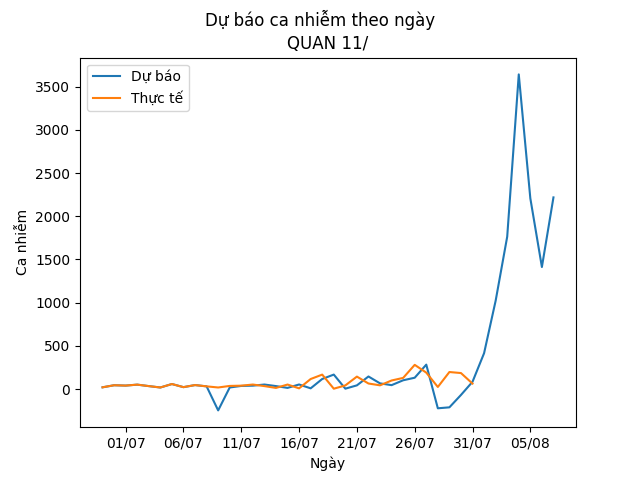 Dự báo ca nhiễm theo ngày
QUAN 11/
Dự báo
Thực tế
Ca nhiễm
3500
3000
2500
2000
1500
1000
500
0
01/07 06/07 11/07 16/07 21/07 26/07 31/07 05/08
Ngày